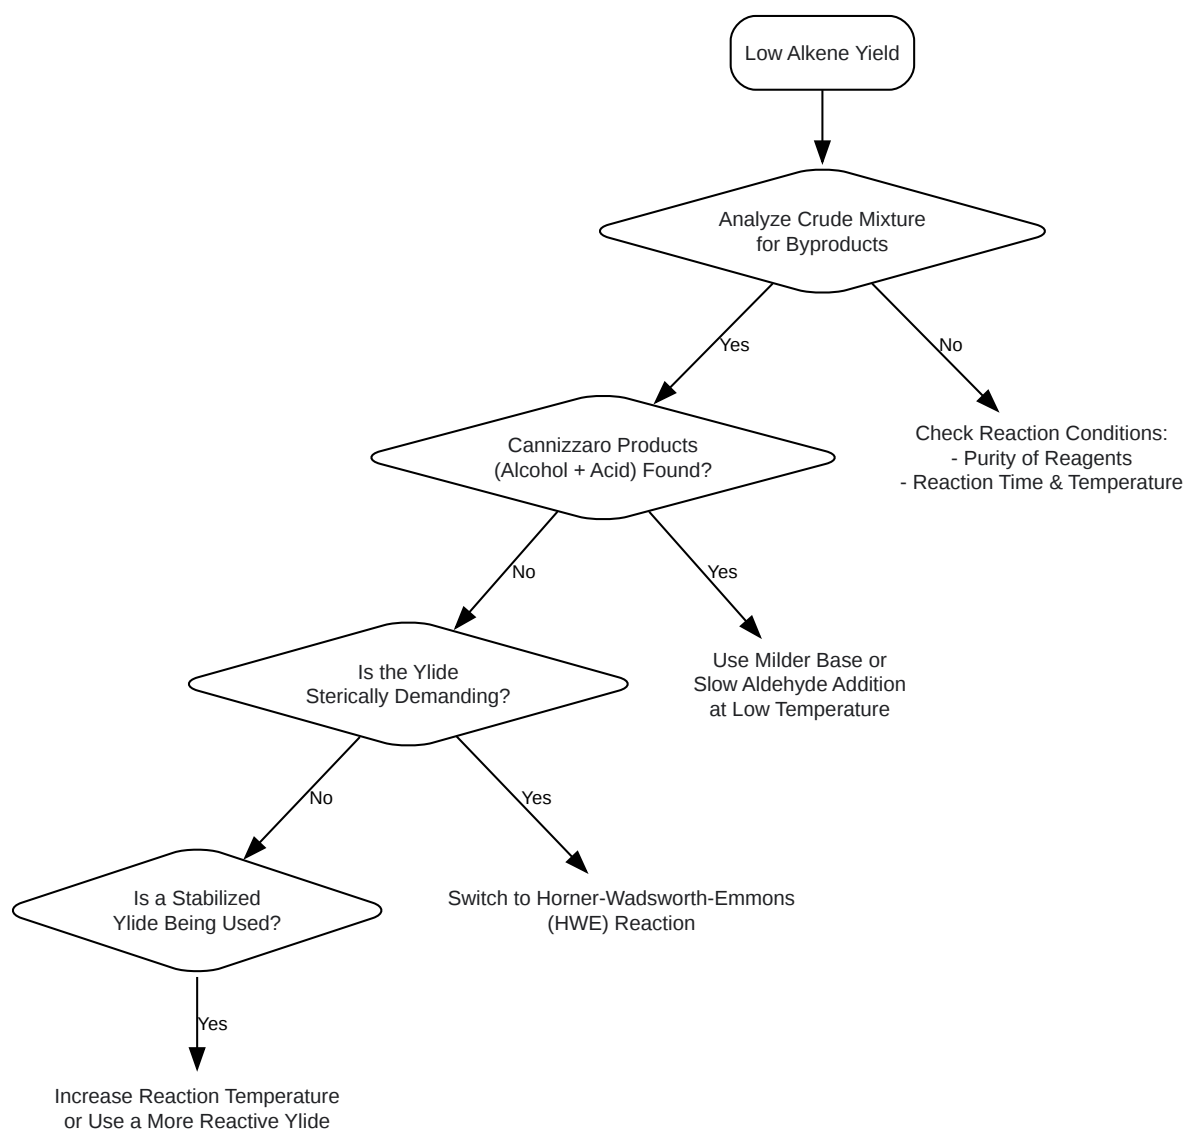 Low Alkene Yield
Analyze Crude Mixture
for Byproducts
Yes
No
Cannizzaro Products
(Alcohol + Acid) Found?
Check Reaction Conditions:
- Purity of Reagents
- Reaction Time & Temperature
No
Yes
Is the Ylide
Sterically Demanding?
Use Milder Base or
Slow Aldehyde Addition
at Low Temperature
No
Yes
Is a Stabilized
Ylide Being Used?
Switch to Horner-Wadsworth-Emmons
(HWE) Reaction
Yes
Increase Reaction Temperature
or Use a More Reactive Ylide